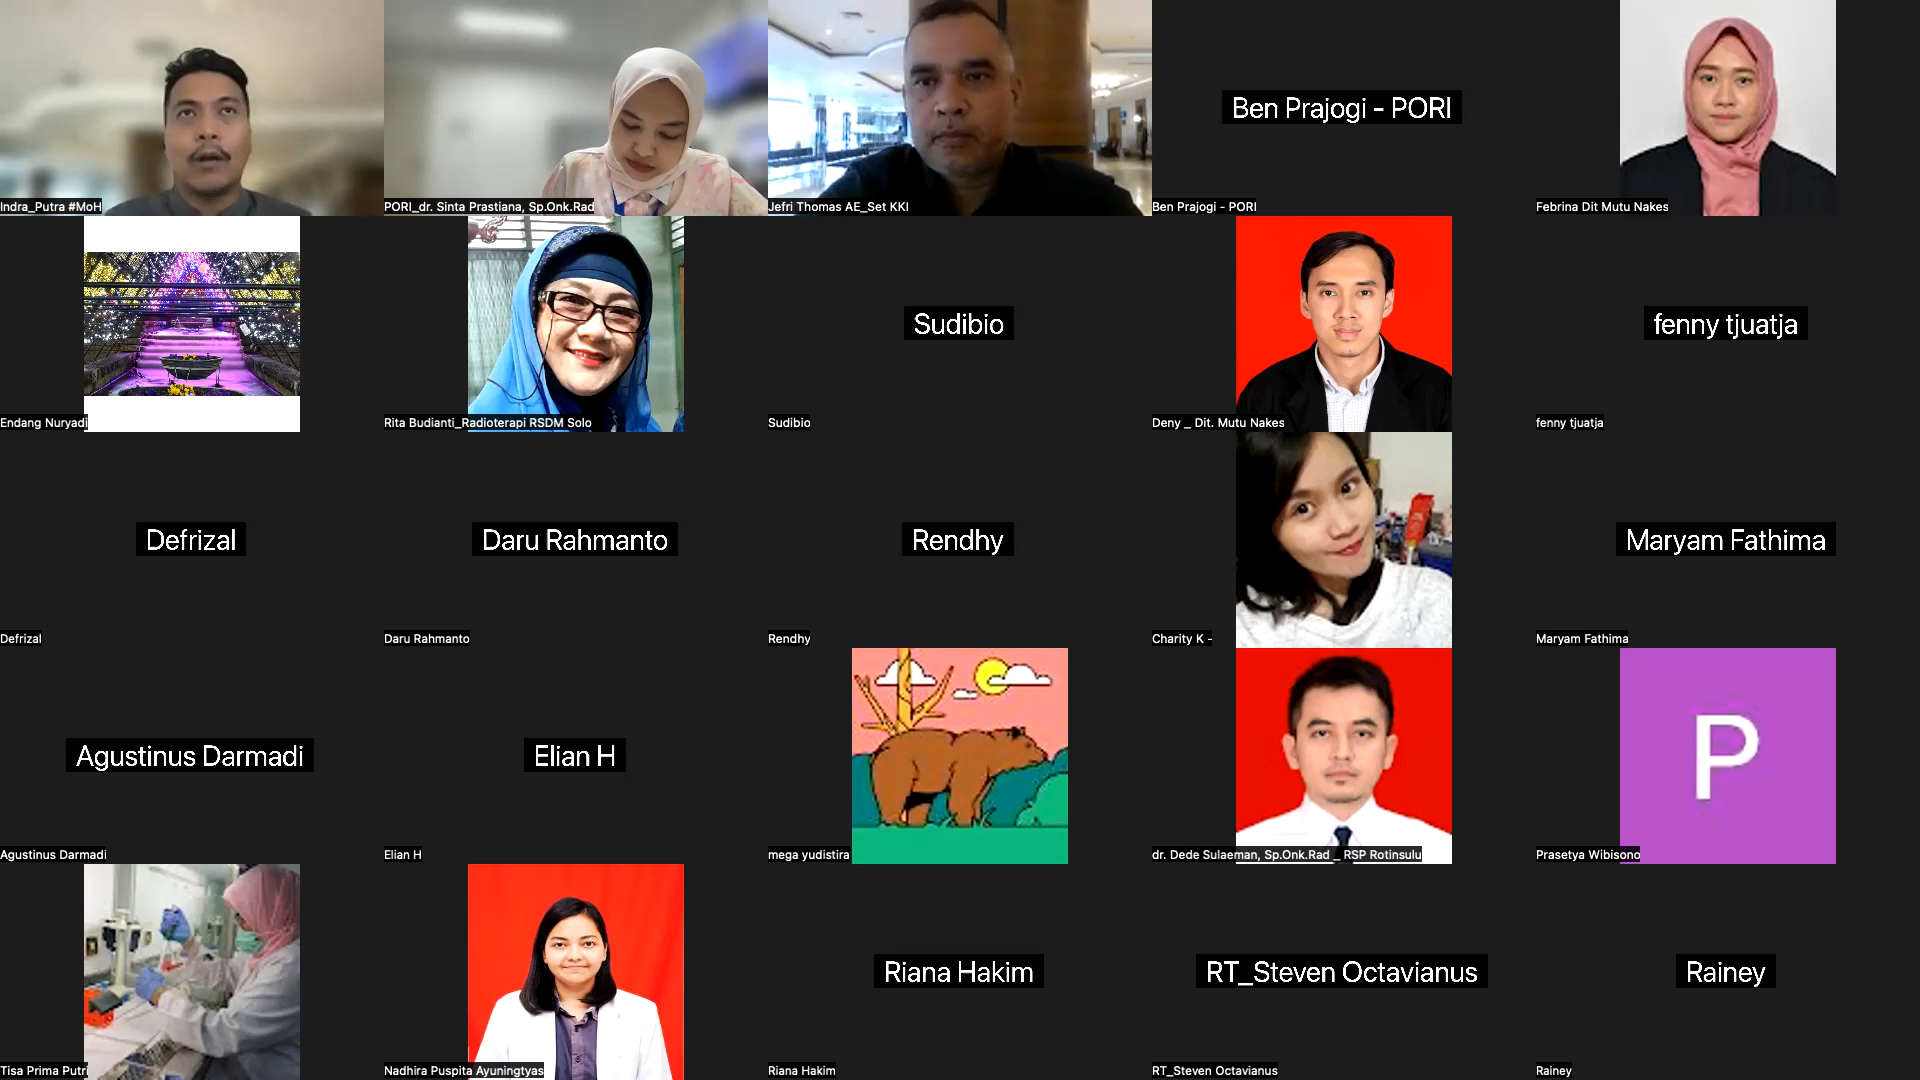 Indra_Putra #MoH
PORI_dr. Sinta Prastiana, Sp.Onk.Rad
Jefri Thomas AE_Set KKI
Ben Prajogi - PORI
Ben Prajogi - PORI
Febrina Dit Mutu Nakes
Endang Nuryadi
Rita Budianti_Radioterapi RSDM Solo
Sudibio
Sudibio
Deny _ Dit. Mutu Nakes
fenny tjuatja
fenny tjuatja
Defrizal
Defrizal
Daru Rahmanto
Daru Rahmanto
Rendhy
Rendhy
Charity K -
Maryam Fathima
Maryam Fathima
Agustinus Darmadi
Agustinus Darmadi
Elian H
Elian H
mega yudistira
dr. Dede Sulaeman, Sp.Onk.Rad _ RSP Rotinsulu
P
Prasetya Wibisono
Tisa Prima Putri
Nadhira Puspita Ayuningtyas
Riana Hakim
Riana Hakim
RT_Steven Octavianus
RT_Steven Octavianus
Rainey
Rainey